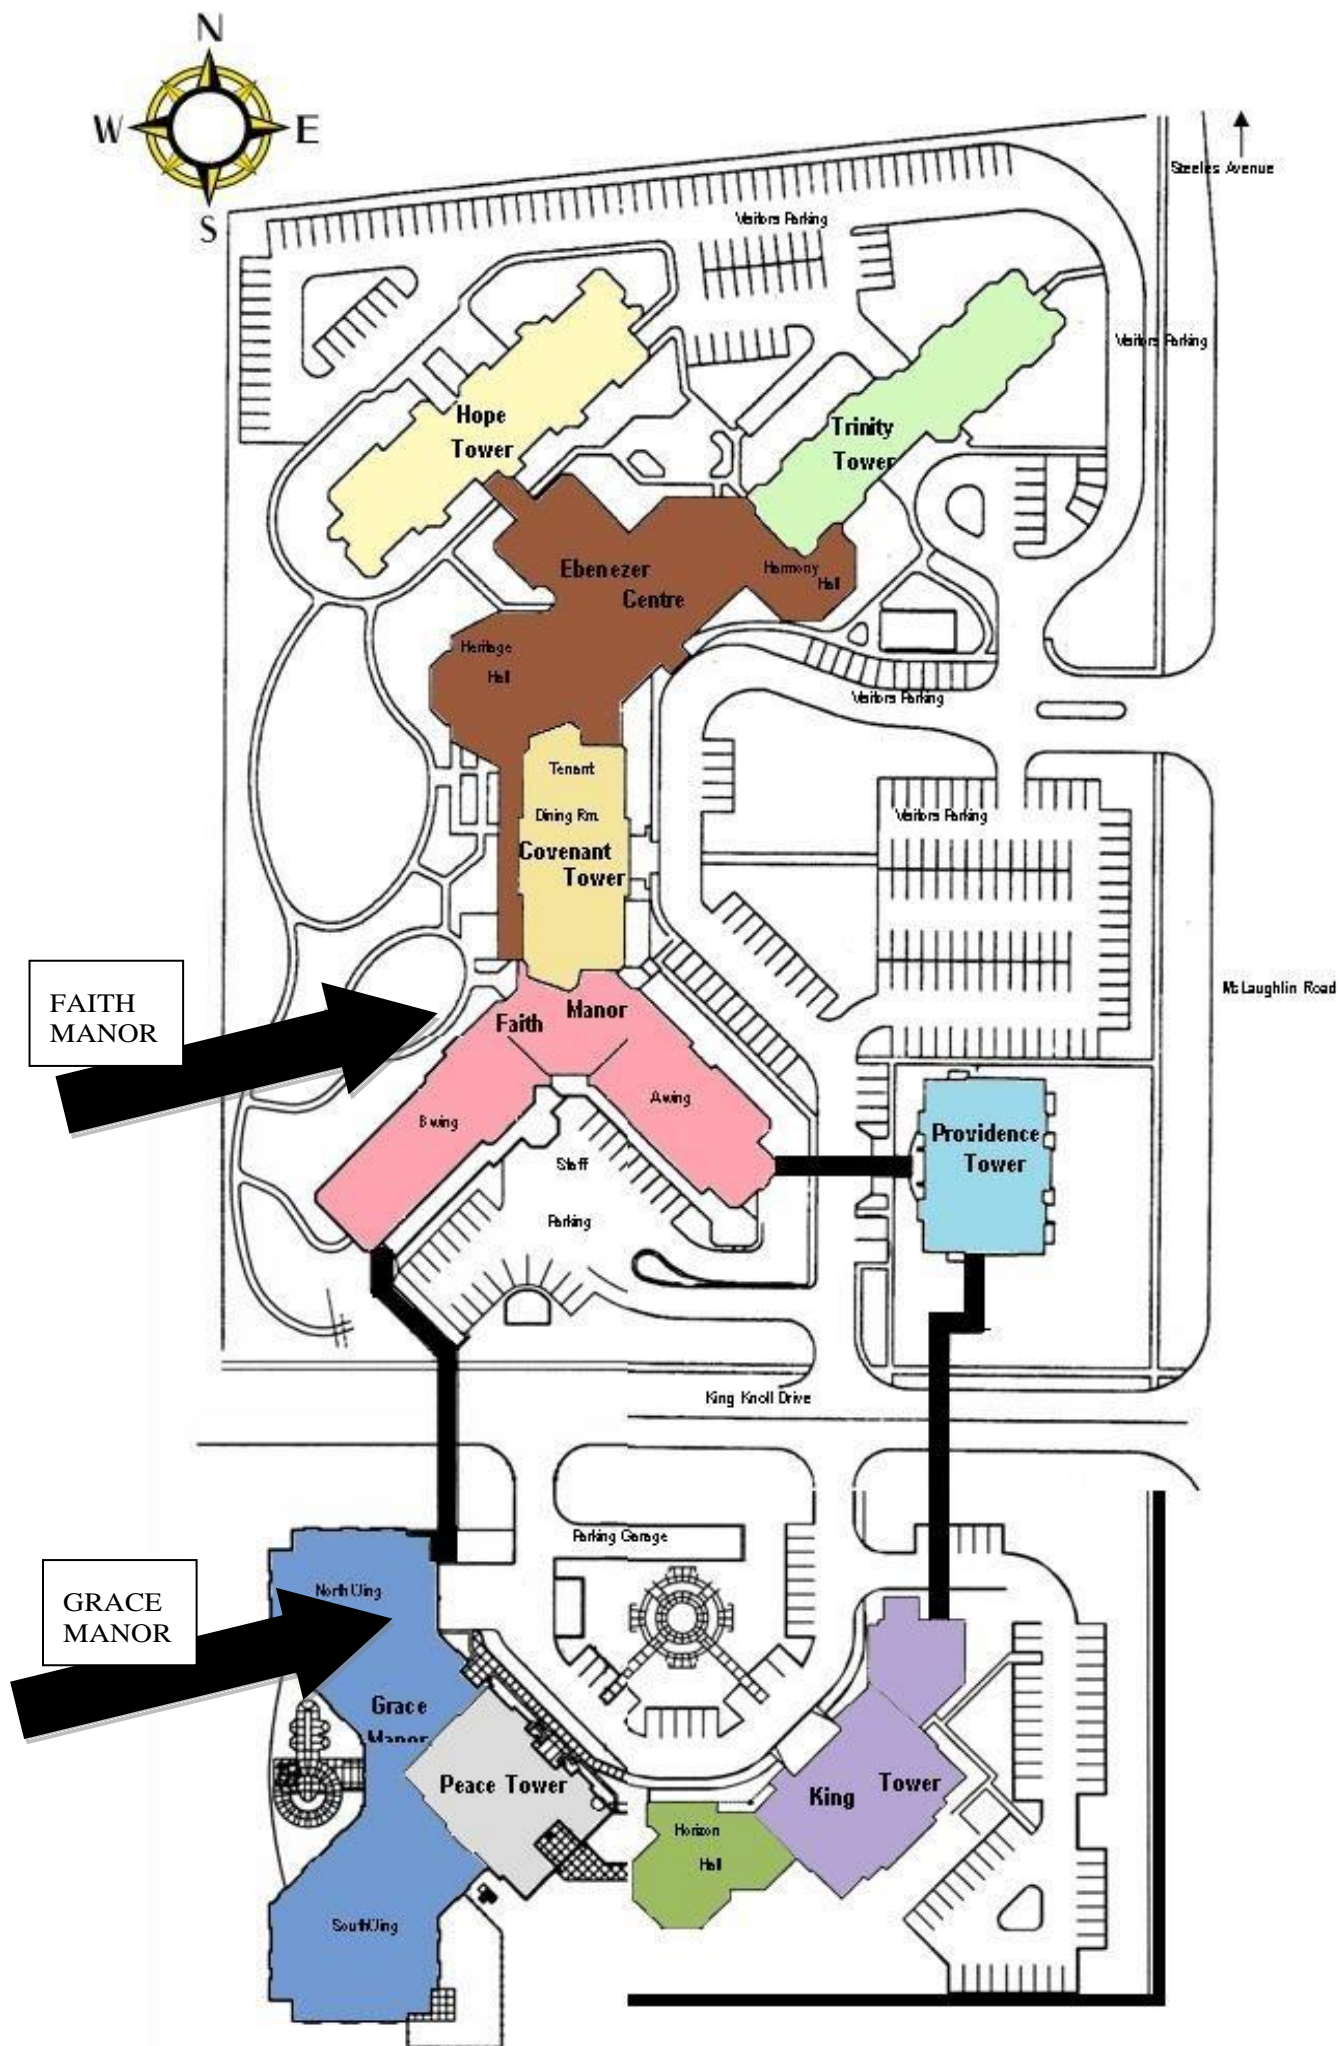 N
W
E
S
Steeles Avenue
Visitors Parking
Visitors Parking
Hope
Tower
Trinity
Tower
Ebenezer
Centre
Harmony
Hall
Heritage
Hall
Visitors Parking
Tenant
Dining Rm.
Visitors Parking
Covenant
Tower
FAITH
MANOR
McLaughlin Road
Manor
Faith
A wing
B wing
Providence
Tower
Staff
Parking
King Knoll Drive
Parking Garage
North Wing
GRACE
MANOR
Grace
Manor
Peace Tower
King Tower
Horizon
Hall
South Wing